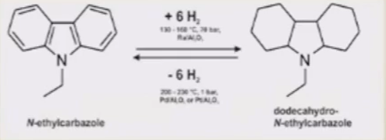 + 6 H₂
130 - 160 °C, 70 bar,
Ru/Al₂O₃
- 6 H₂
200 - 230 °C, 1 bar,
Pd/Al₂O₃ or Pt/Al₂O₃
N
N
N-ethylcarbazole
dodecahydro-
N-ethylcarbazole